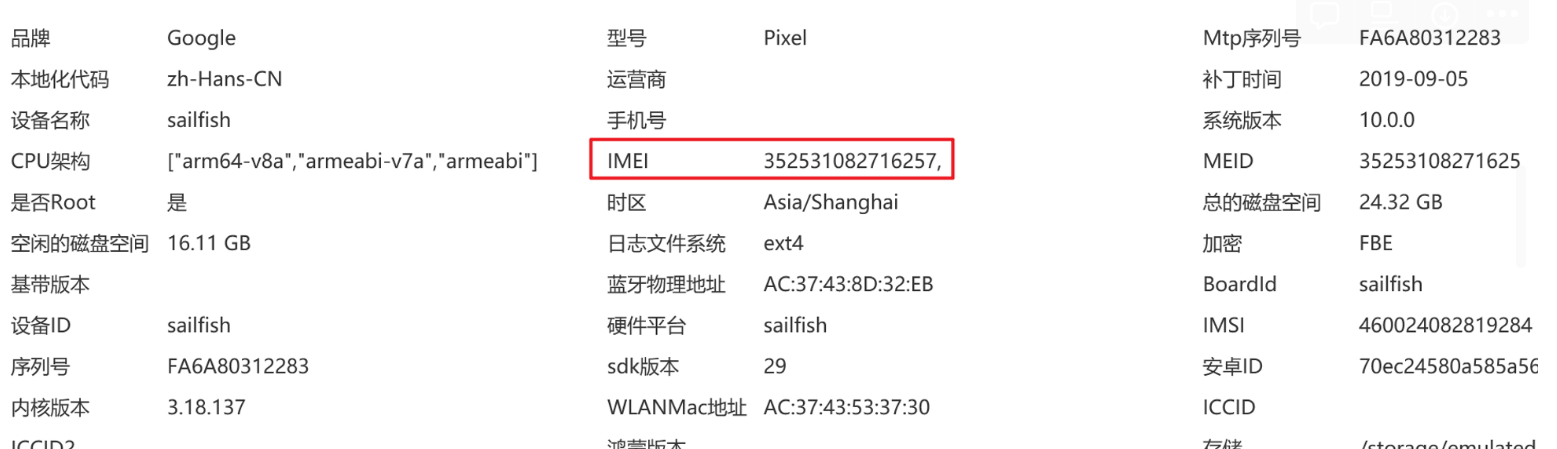 品牌 Google 型号 Pixel Mtp序列号 FA6A80312283
本地化代码 zh-Hans-CN 运营商 补丁时间 2019-09-05
设备名称 sailfish 手机号 系统版本 10.0.0
CPU架构 ["arm64-v8a","armeabi-v7a","armeabi"] IMEI 352531082716257, MEID 35253108271625
是否Root 是 时区 Asia/Shanghai 总的磁盘空间 24.32 GB
空闲的磁盘空间 16.11 GB 日志文件系统 ext4 加密 FBE
基带版本 蓝牙物理地址 AC:37:43:8D:32:EB BoardId sailfish
设备ID sailfish 硬件平台 sailfish IMSI 460024082819284
序列号 FA6A80312283 sdk版本 29 安卓ID 70ec24580a585a56
内核版本 3.18.137 WLANMac地址 AC:37:43:53:37:30 ICCID
ICCID2 鸿蒙版本 存储 /storage/emulated